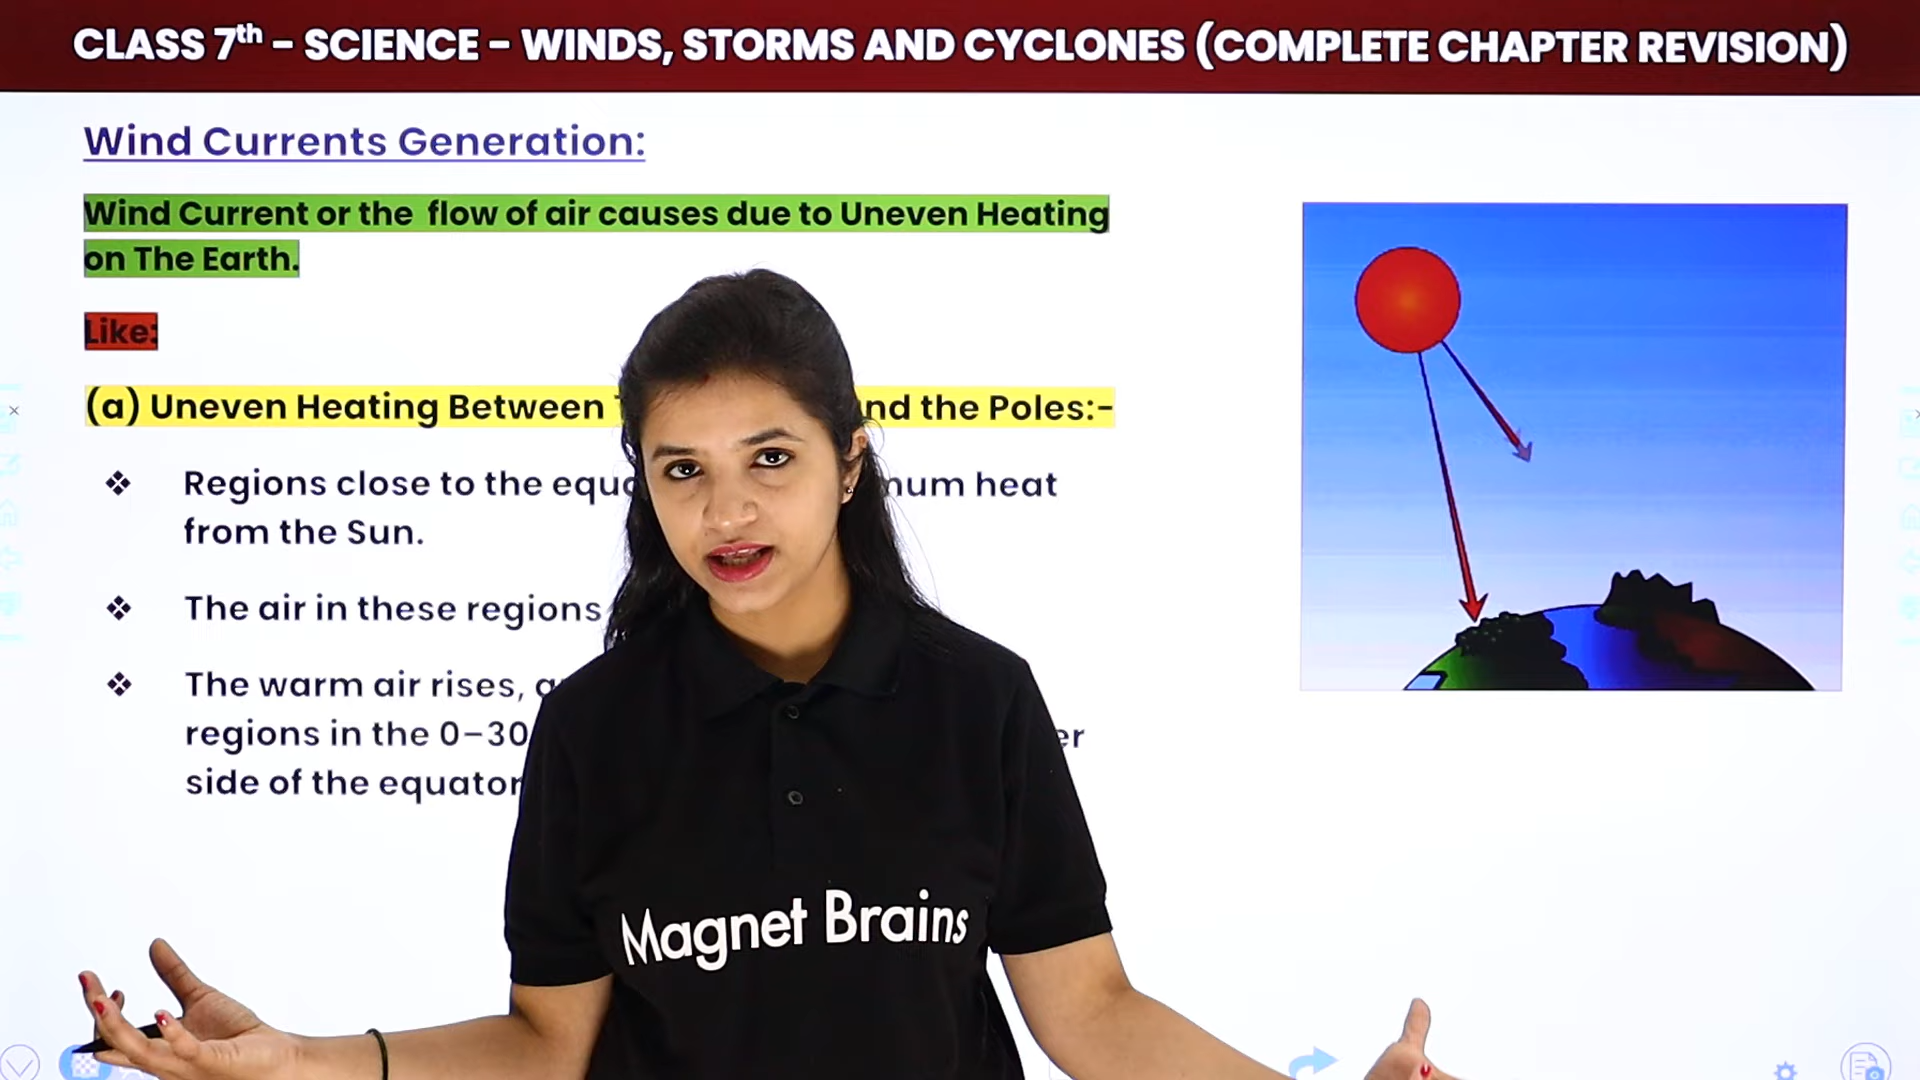 CLASS 7th - SCIENCE - WINDS, STORMS AND CYCLONES (COMPLETE CHAPTER REVISION)
Wind Currents Generation:
Wind Current or the flow of air causes due to Uneven Heating
on The Earth.
Like:
(a) Uneven Heating Between nd the Poles:-
❖ Regions close to the equ num heat
from the Sun.
❖ The air in these regions
❖ The warm air rises,
regions in the 0–30 er
side of the equator
Magnet Brains